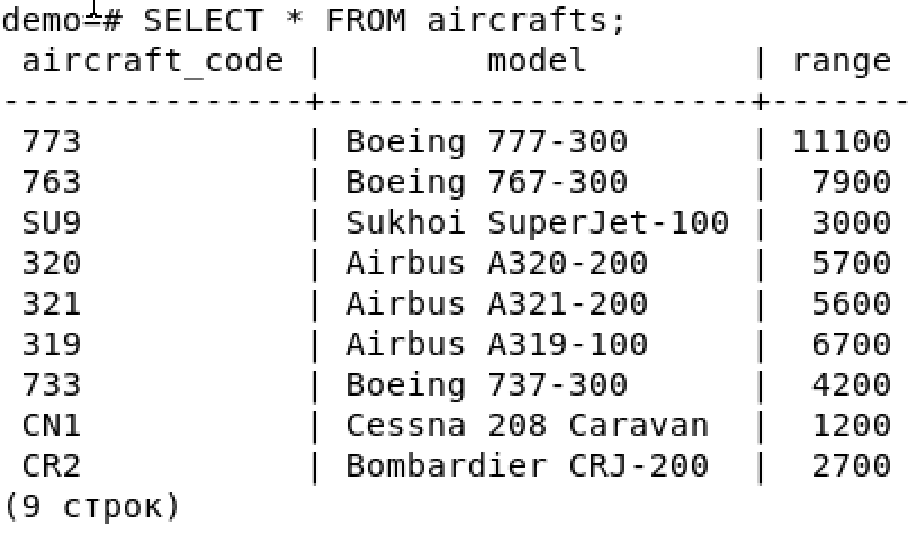 demo=# SELECT * FROM aircrafts;
 aircraft_code |        model        | range
---------------+---------------------+-------
 773           | Boeing 777-300      | 11100
 763           | Boeing 767-300      |  7900
 SU9           | Sukhoi SuperJet-100 |  3000
 320           | Airbus A320-200     |  5700
 321           | Airbus A321-200     |  5600
 319           | Airbus A319-100     |  6700
 733           | Boeing 737-300      |  4200
 CN1           | Cessna 208 Caravan  |  1200
 CR2           | Bombardier CRJ-200  |  2700
(9 строк)